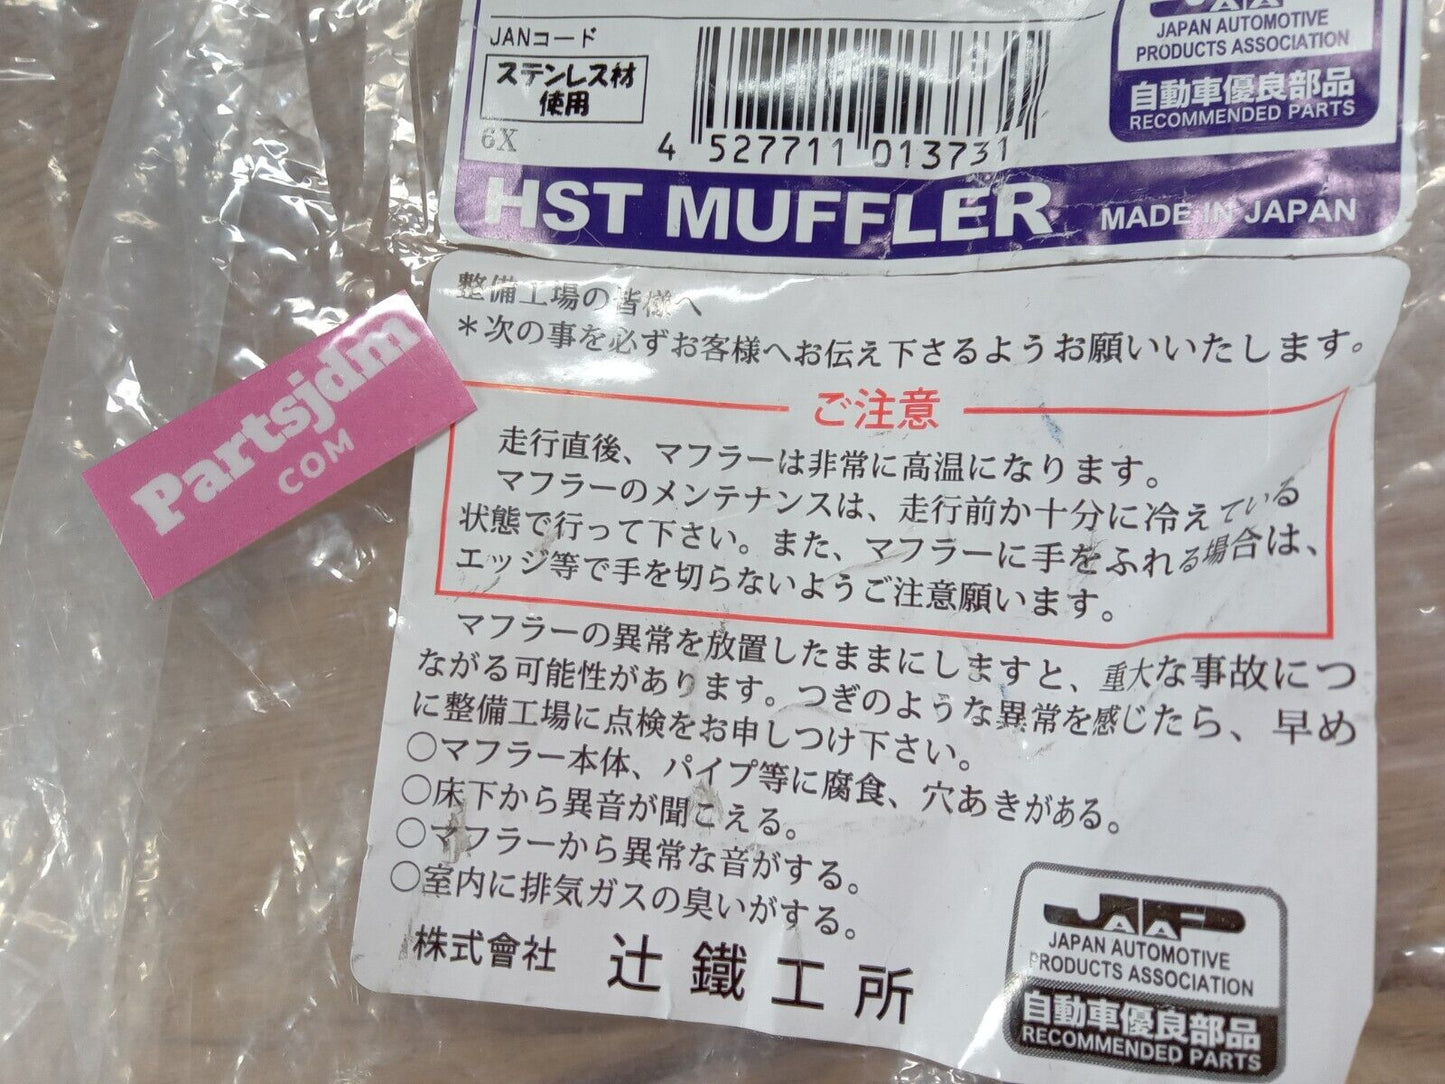 JANコード
ステンレス材
使用
6X
4 527711 013731
JAPAN AUTOMOTIVE
PRODUCTS ASSOCIATION
自動車優良部品
RECOMMENDED PARTS
HST MUFFLER MADE IN JAPAN
整備工場の皆様へ
*次の事を必ずお客様へお伝え下さるようお願いいたします。
ご注意
走行直後、マフラーは非常に高温になります。
マフラーのメンテナンスは、走行前か十分に冷えている
状態で行って下さい。また、マフラーに手をふれる場合は、
エッジ等で手を切らないようご注意願います。
マフラーの異常を放置したままにしますと、重大な事故につ
ながる可能性があります。つぎのような異常を感じたら、早め
に整備工場に点検をお申しつけ下さい。
○マフラー本体、パイプ等に腐食、穴あきがある。
○床下から異音が聞こえる。
○マフラーから異常な音がする。
○室内に排気ガスの臭いがする。
株式會社 辻鐵工所
JAPA
JAPAN AUTOMOTIVE
PRODUCTS ASSOCIATION
自動車優良部品
RECOMMENDED PARTS
Partsjdm
COM